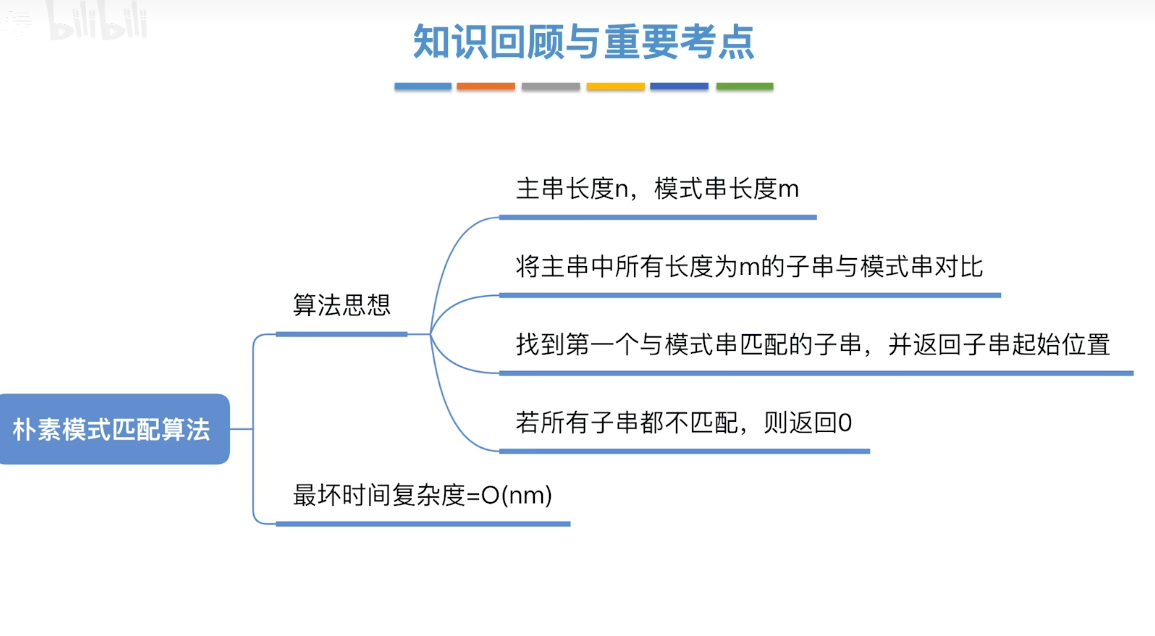 bilibili
知识回顾与重要考点
主串长度n，模式串长度m
将主串中所有长度为m的子串与模式串对比
算法思想
找到第一个与模式串匹配的子串，并返回子串起始位置
若所有子串都不匹配，则返回0
朴素模式匹配算法
最坏时间复杂度=O(nm)